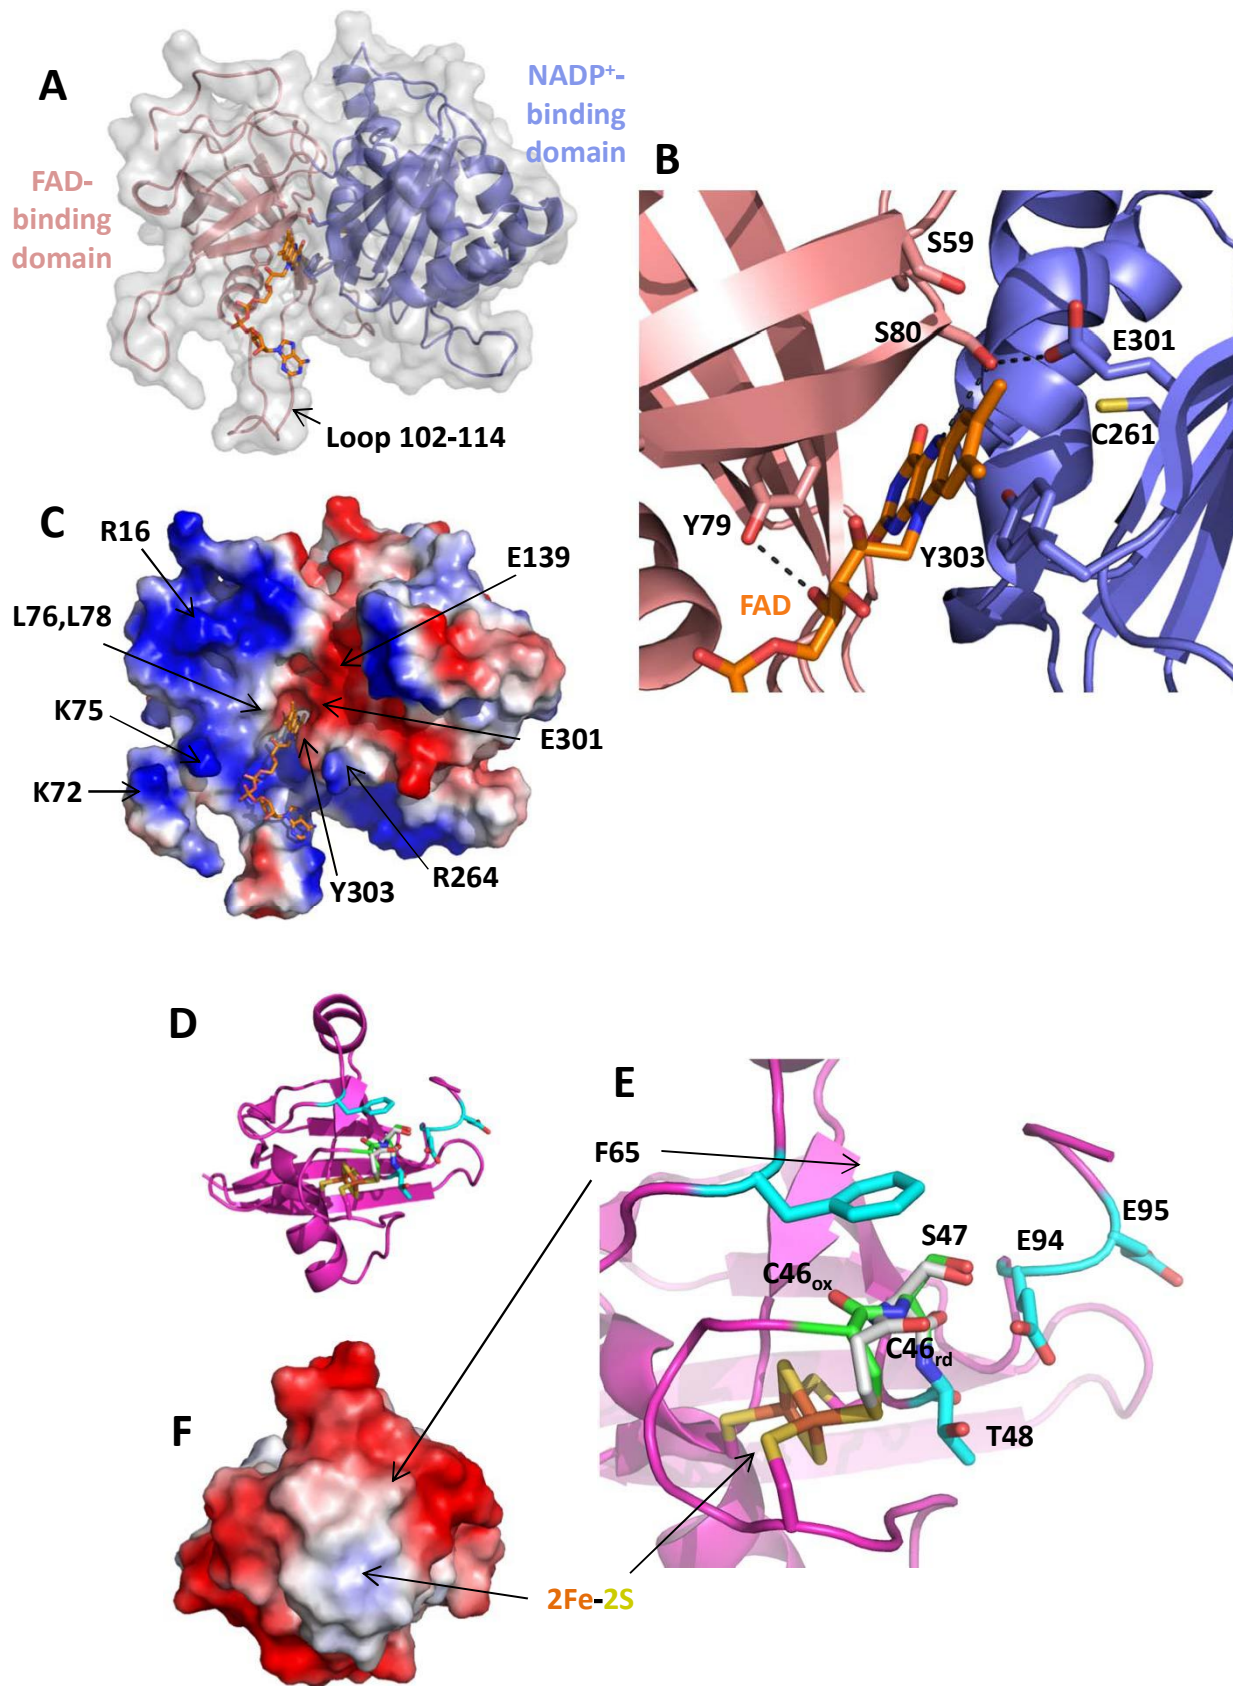 A
NADP⁺-
binding
domain
FAD-
binding
domain
Loop 102-114
B
S59
S80
E301
C261
Y79
Y303
FAD
C
R16
E139
L76,L78
K75
E301
K72
R264
Y303
D
E
F65
E95
S47
E94
C46ox
C46rd
T48
F
2Fe-2S